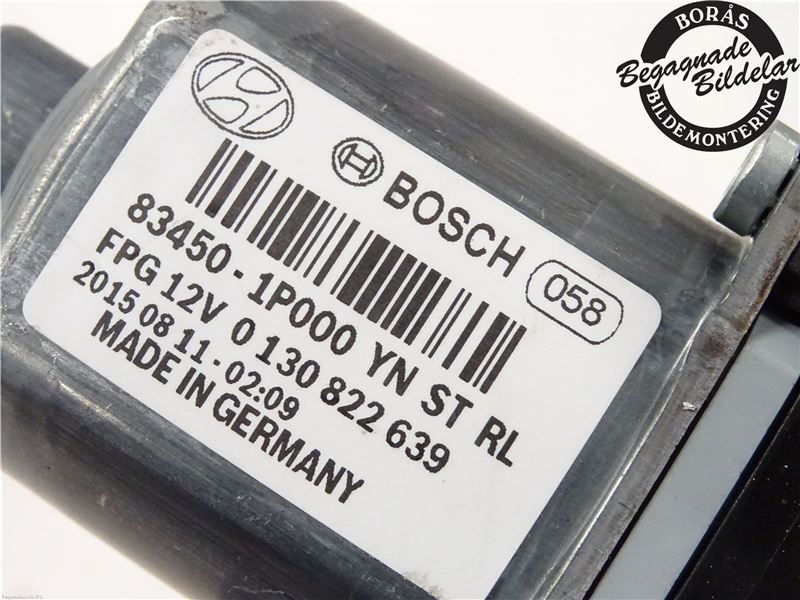 BOSCH
058
83450 - 1P000 YN ST RL
FPG 12V 0 130 822 639
2015 08 11 - 02:09
MADE IN GERMANY
BORÅS
Begagnade
Bildelar
BILDEMONTERING